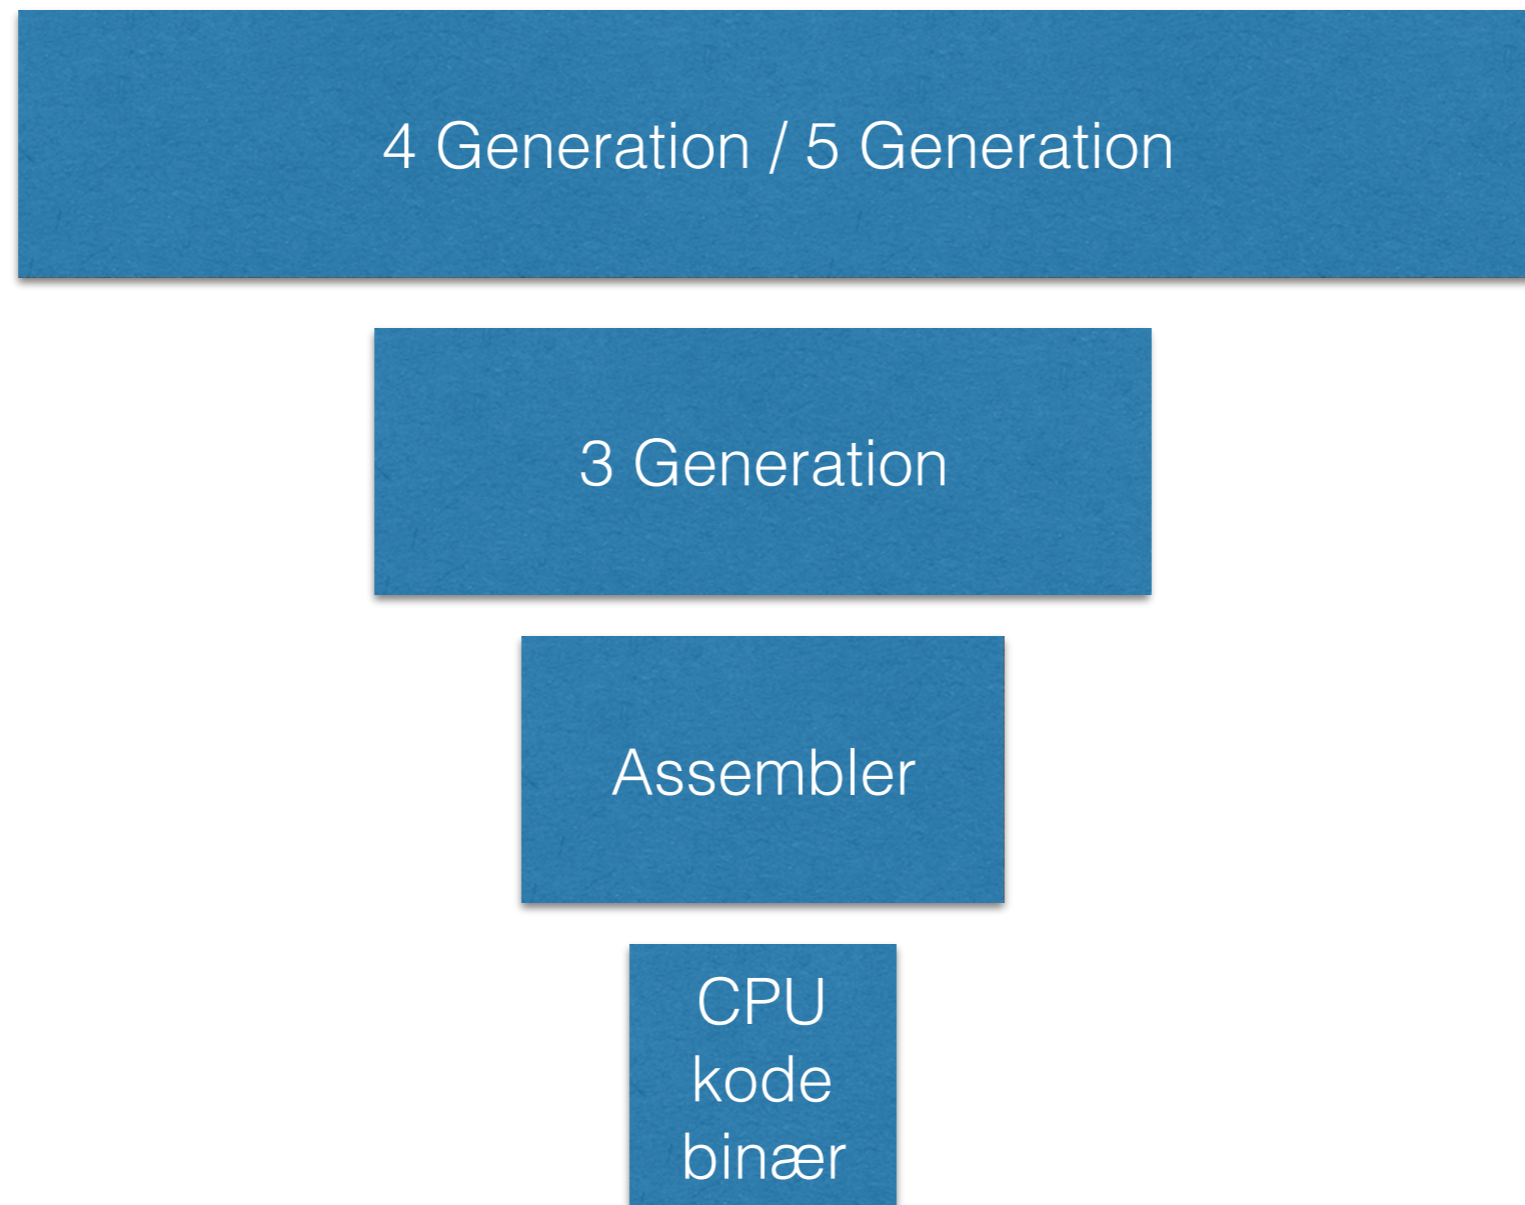 4 Generation / 5 Generation
3 Generation
Assembler
CPU
kode
binær